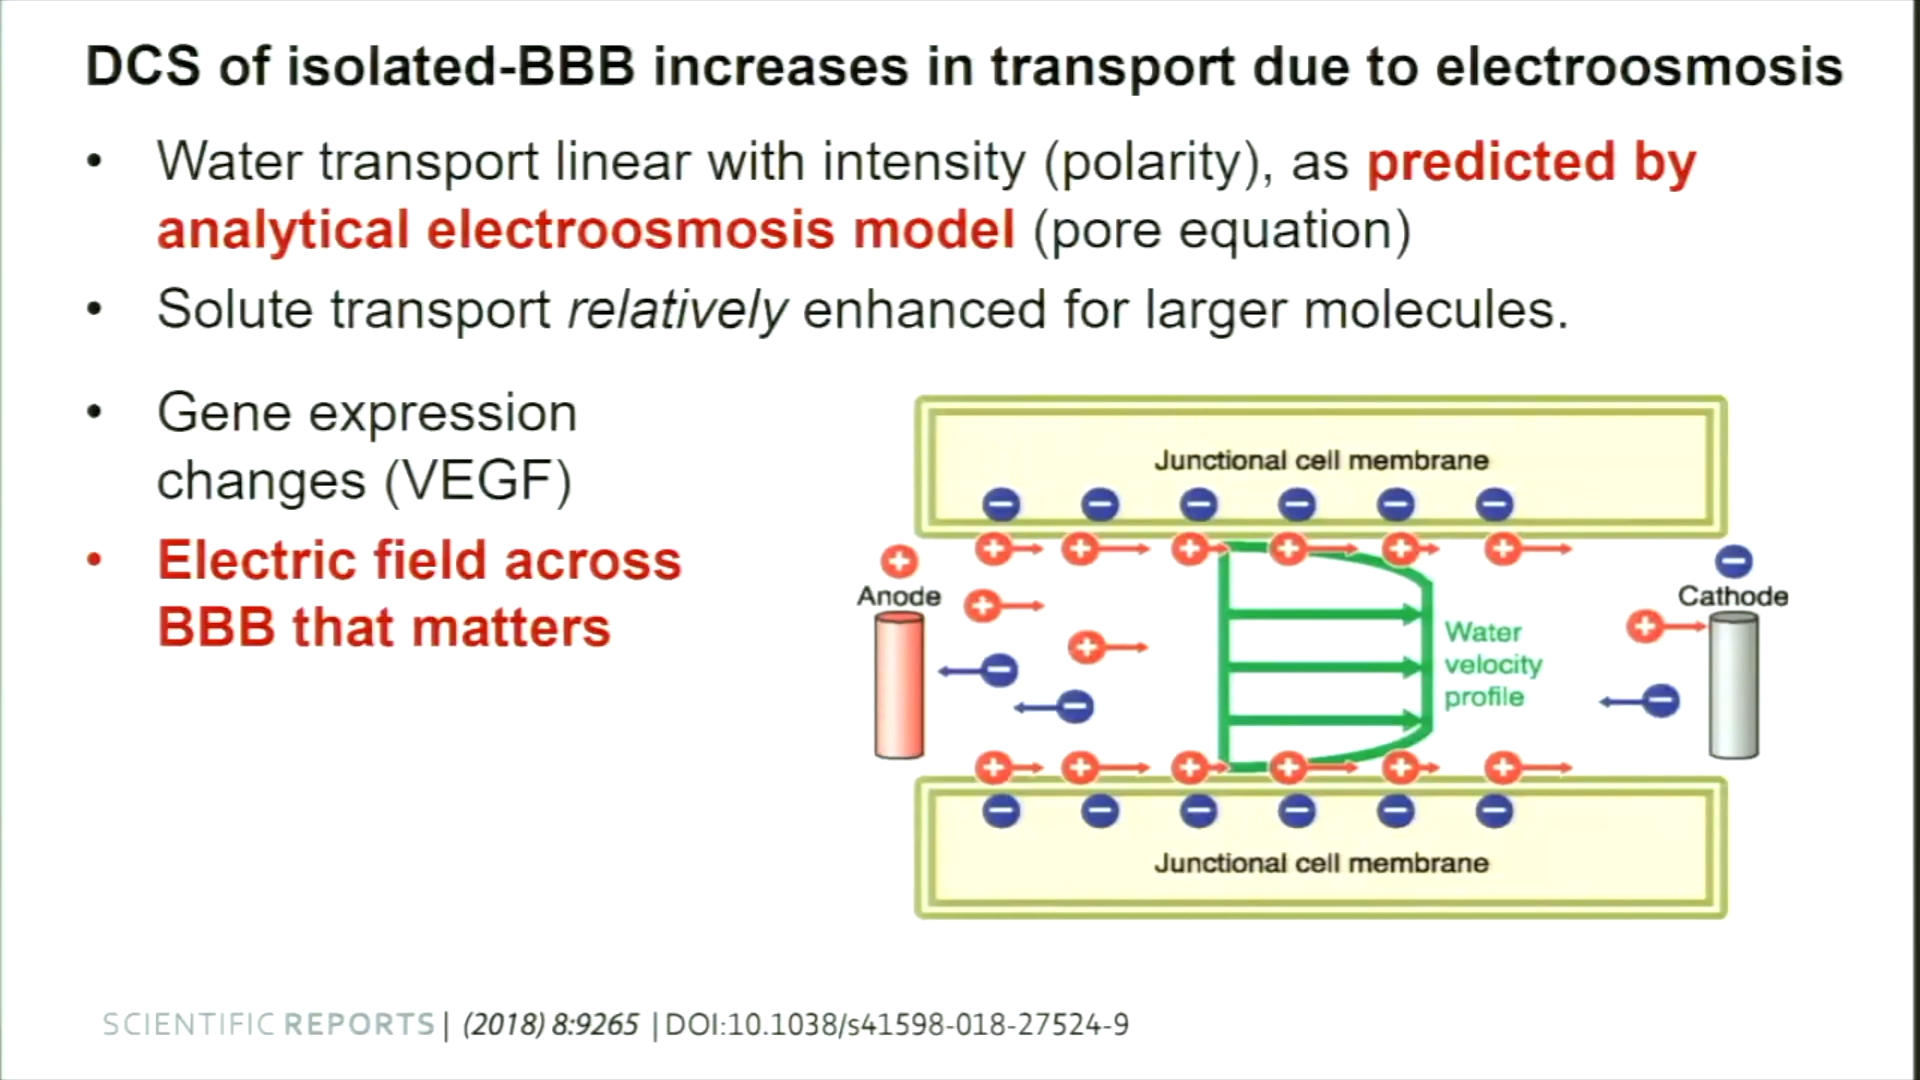 DCS of isolated-BBB increases in transport due to electroosmosis
• Water transport linear with intensity (polarity), as predicted by
analytical electroosmosis model (pore equation)
• Solute transport relatively enhanced for larger molecules.
• Gene expression
changes (VEGF)
• Electric field across
BBB that matters
Junctional cell membrane
Anode
Cathode
Water
velocity
profile
Junctional cell membrane
SCIENTIFIC REPORTS | (2018) 8:9265 | DOI:10.1038/s41598-018-27524-9